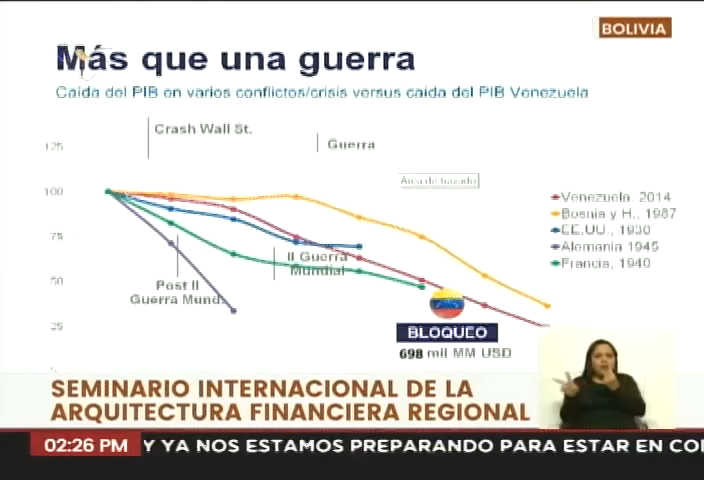 BOLIVIA
Más que una guerra
Caída del PIB en varios conflictos/crisis versus caída del PIB Venezuela
Crash Wall St.
125
Guerra
100
Área de trazado
Venezuela, 2014
Bosnia y H., 1987
EE.UU., 1930
Alemania 1945
Francia, 1940
75
II Guerra
Mundial
50
Post II
Guerra Mund.
25
BLOQUEO
698 mil MM USD
SEMINARIO INTERNACIONAL DE LA
ARQUITECTURA FINANCIERA REGIONAL
02:26 PM Y YA NOS ESTAMOS PREPARANDO PARA ESTAR EN